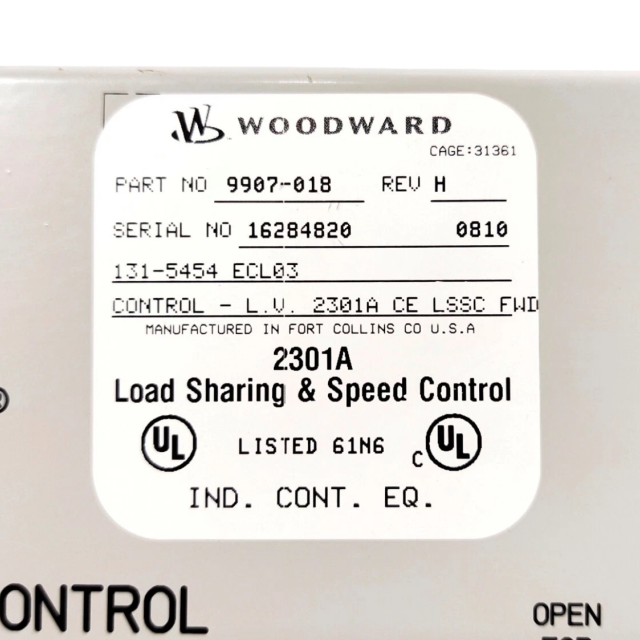 WOODWARD
CAGE:31361
PART NO 9907-018 REV H
SERIAL NO 16284820 0810
131-5454 ECL03
CONTROL - L.V. 2301A CE LSSC FWD
MANUFACTURED IN FORT COLLINS CO U.S.A
2301A
Load Sharing & Speed Control
®
UL LISTED 61N6 C UL
IND. CONT. EQ.
ONTROL
OPEN